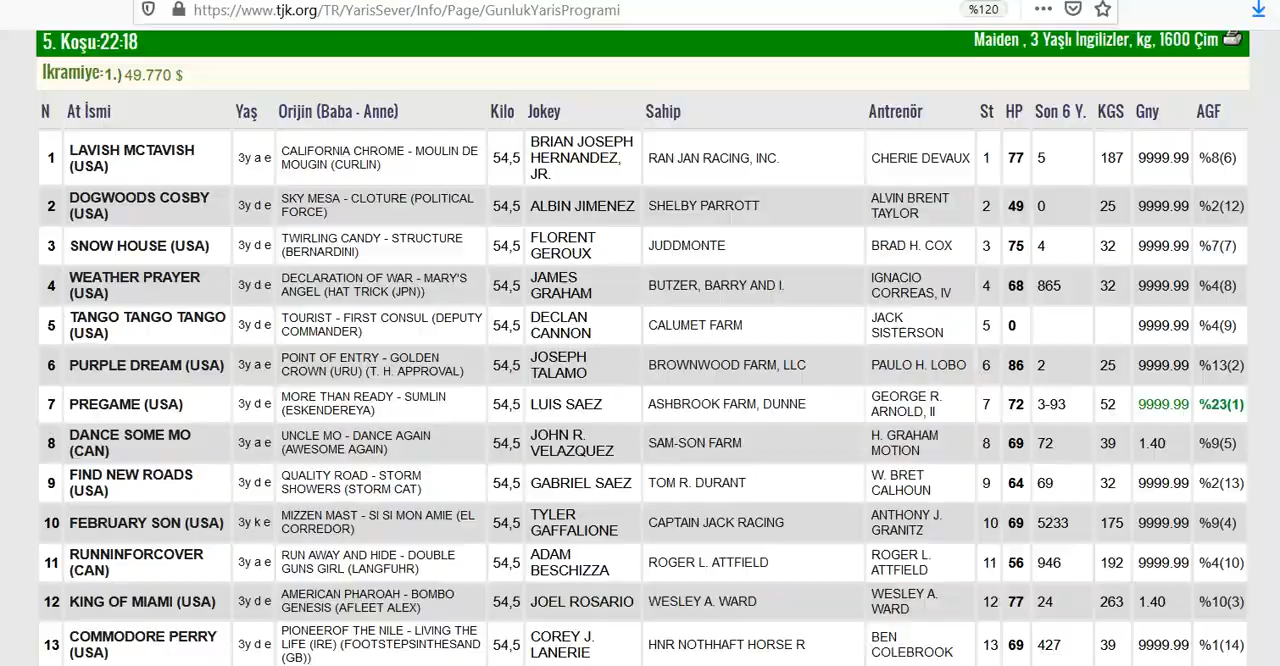 https://www.tjk.org/TR/YarisSever/Info/Page/GunlukYarisProgrami %120
5. Koşu:22:18 Maiden , 3 Yaşlı İngilizler, kg, 1600 Çim
İkramiye:1.) 49.770 $
N At İsmi Yaş Orijin (Baba - Anne) Kilo Jokey Sahip Antrenör St HP Son 6 Y. KGS Gny AGF
1 LAVISH MCTAVISH (USA) 3y a e CALIFORNIA CHROME - MOULIN DE MOUGIN (CURLIN) 54,5 BRIAN JOSEPH HERNANDEZ, JR. RAN JAN RACING, INC. CHERIE DEVAUX 1 77 5 187 9999.99 %8(6)
2 DOGWOODS COSBY (USA) 3y d e SKY MESA - CLOTURE (POLITICAL FORCE) 54,5 ALBIN JIMENEZ SHELBY PARROTT ALVIN BRENT TAYLOR 2 49 0 25 9999.99 %2(12)
3 SNOW HOUSE (USA) 3y d e TWIRLING CANDY - STRUCTURE (BERNARDINI) 54,5 FLORENT GEROUX JUDDMONTE BRAD H. COX 3 75 4 32 9999.99 %7(7)
4 WEATHER PRAYER (USA) 3y d e DECLARATION OF WAR - MARY'S ANGEL (HAT TRICK (JPN)) 54,5 JAMES GRAHAM BUTZER, BARRY AND I. IGNACIO CORREAS, IV 4 68 865 32 9999.99 %4(8)
5 TANGO TANGO TANGO (USA) 3y d e TOURIST - FIRST CONSUL (DEPUTY COMMANDER) 54,5 DECLAN CANNON CALUMET FARM JACK SISTERSON 5 0 9999.99 %4(9)
6 PURPLE DREAM (USA) 3y a e POINT OF ENTRY - GOLDEN CROWN (URU) (T. H. APPROVAL) 54,5 JOSEPH TALAMO BROWNWOOD FARM, LLC PAULO H. LOBO 6 86 2 25 9999.99 %13(2)
7 PREGAME (USA) 3y d e MORE THAN READY - SUMLIN (ESKENDEREYA) 54,5 LUIS SAEZ ASHBROOK FARM, DUNNE GEORGE R. ARNOLD, II 7 72 3-93 52 9999.99 %23(1)
8 DANCE SOME MO (CAN) 3y a e UNCLE MO - DANCE AGAIN (AWESOME AGAIN) 54,5 JOHN R. VELAZQUEZ SAM-SON FARM H. GRAHAM MOTION 8 69 72 39 1.40 %9(5)
9 FIND NEW ROADS (USA) 3y d e QUALITY ROAD - STORM SHOWERS (STORM CAT) 54,5 GABRIEL SAEZ TOM R. DURANT W. BRET CALHOUN 9 64 69 32 9999.99 %2(13)
10 FEBRUARY SON (USA) 3y k e MIZZEN MAST - SI SI MON AMIE (EL CORREDOR) 54,5 TYLER GAFFALIONE CAPTAIN JACK RACING ANTHONY J. GRANITZ 10 69 5233 175 9999.99 %9(4)
11 RUNNINFORCOVER (CAN) 3y a e RUN AWAY AND HIDE - DOUBLE GUNS GIRL (LANGFUHR) 54,5 ADAM BESCHIZZA ROGER L. ATTFIELD ROGER L. ATTFIELD 11 56 946 192 9999.99 %4(10)
12 KING OF MIAMI (USA) 3y d e AMERICAN PHAROAH - BOMBO GENESIS (AFLEET ALEX) 54,5 JOEL ROSARIO WESLEY A. WARD WESLEY A. WARD 12 77 24 263 1.40 %10(3)
13 COMMODORE PERRY (USA) 3y d e PIONEEROF THE NILE - LIVING THE LIFE (IRE) (FOOTSTEPSINTHESAND (GB)) 54,5 COREY J. LANERIE HNR NOTHHAFT HORSE R BEN COLEBROOK 13 69 427 39 9999.99 %1(14)